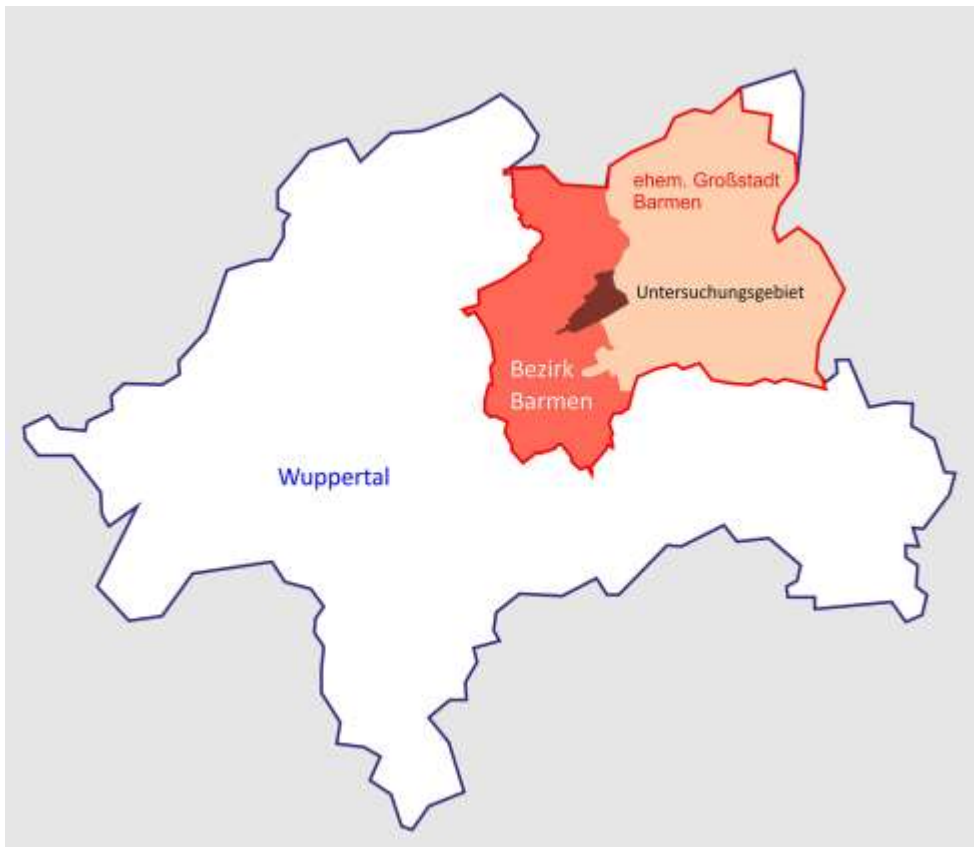 ehem. Großstadt
Barmen
Untersuchungsgebiet
Bezirk
Barmen
Wuppertal